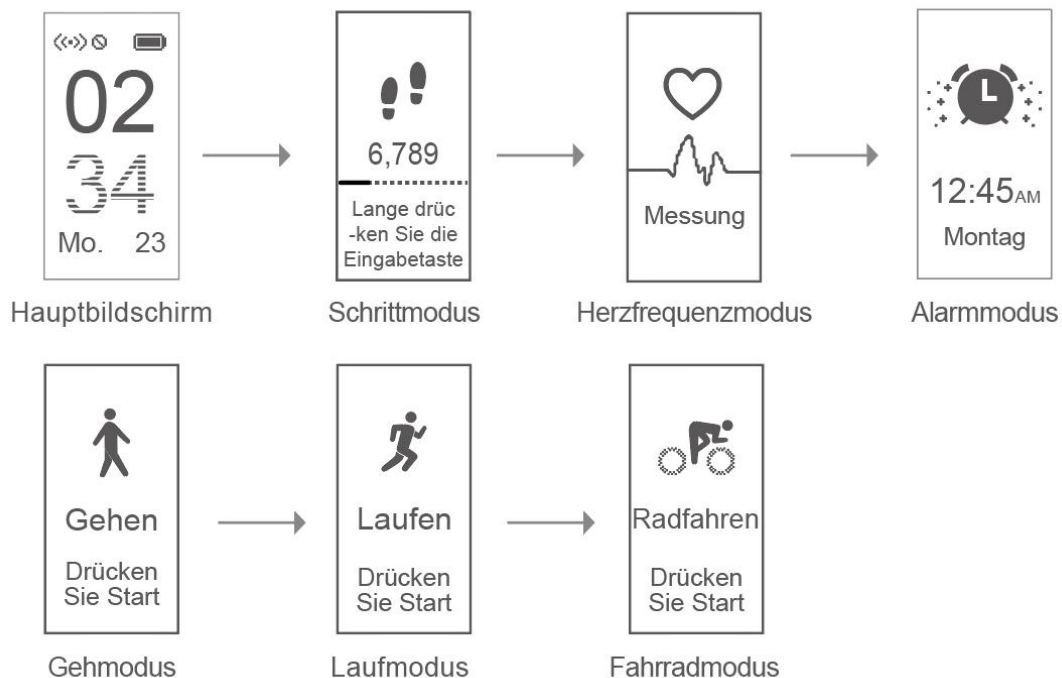 02
34
Mo. 23
Hauptbildschirm
6,789
Lange drüc
-ken Sie die
Eingabetaste
Schrittmodus
Messung
Herzfrequenzmodus
12:45AM
Montag
Alarmmodus
Gehen
Drücken
Sie Start
Gehmodus
Laufen
Drücken
Sie Start
Laufmodus
Radfahren
Drücken
Sie Start
Fahrradmodus